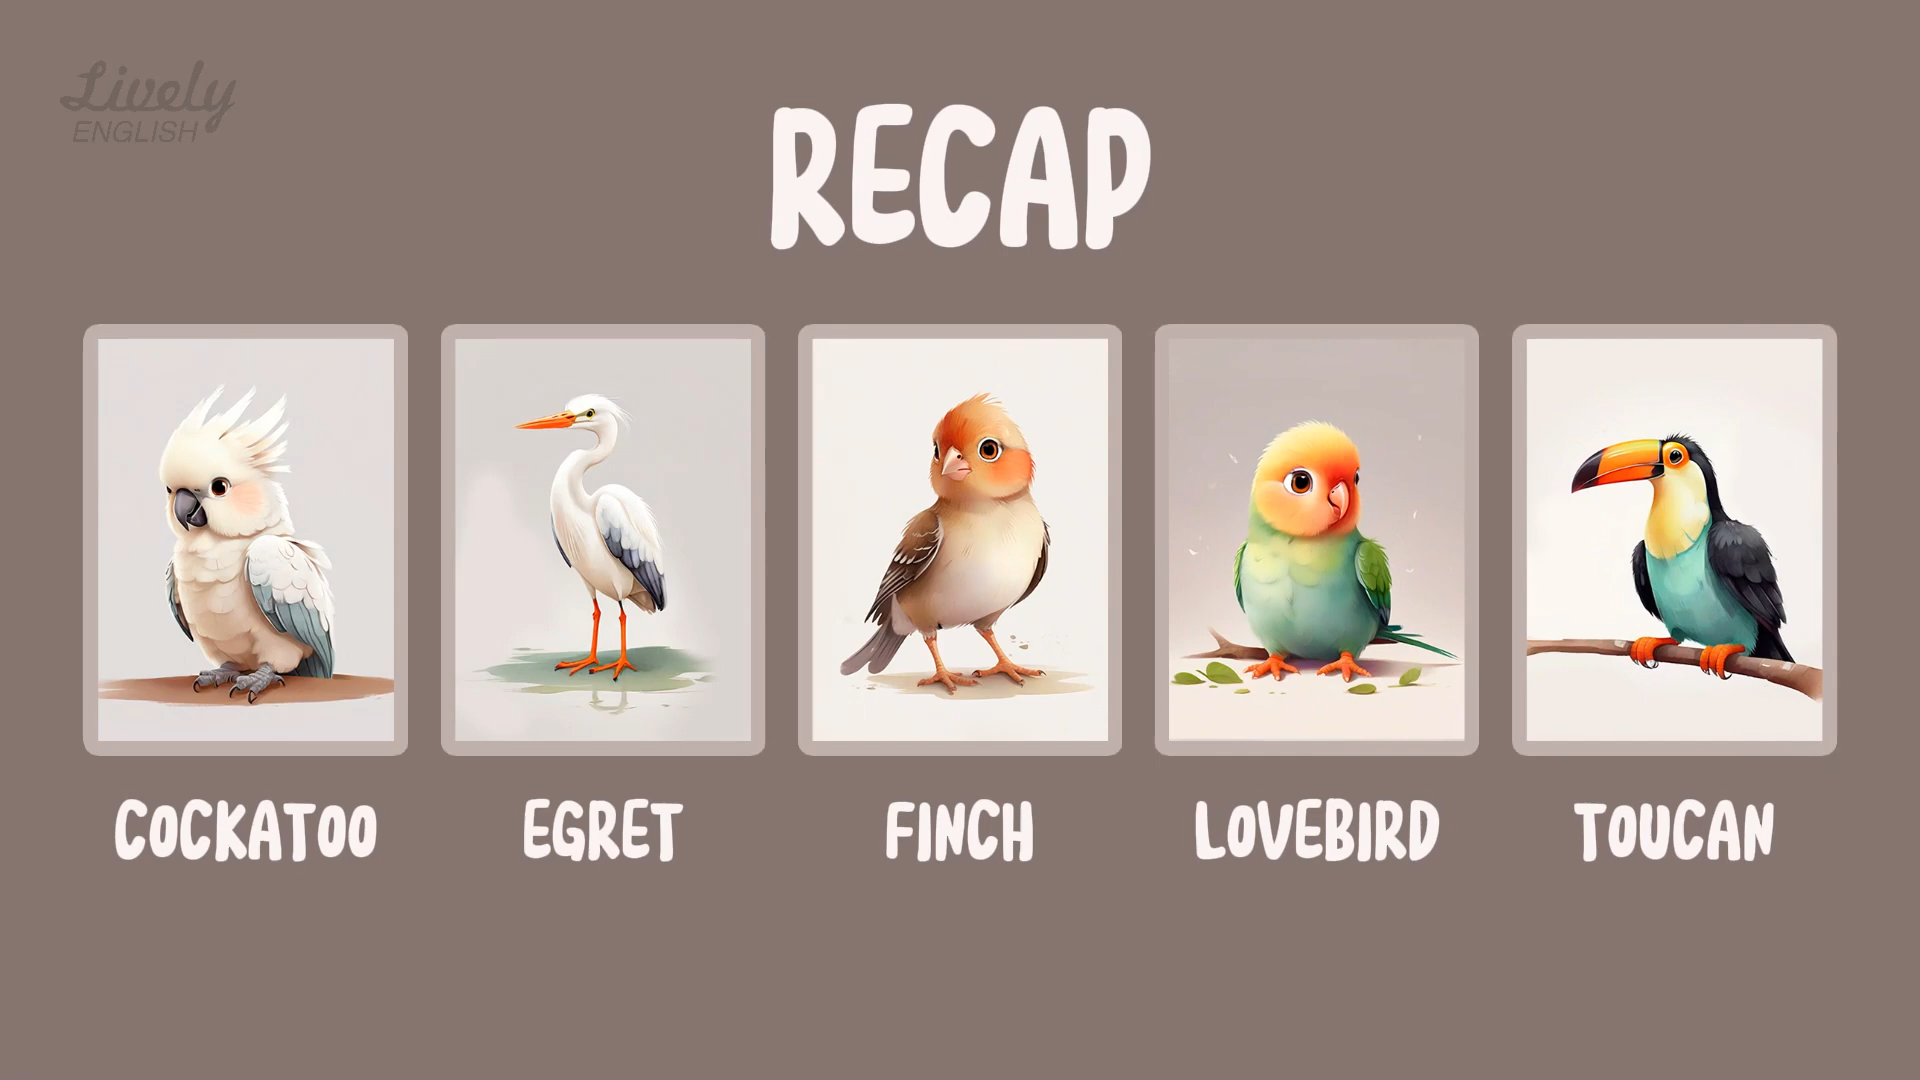 Lively
ENGLISH
RECAP
COCKATOO
EGRET
FINCH
LOVEBIRD
TOUCAN